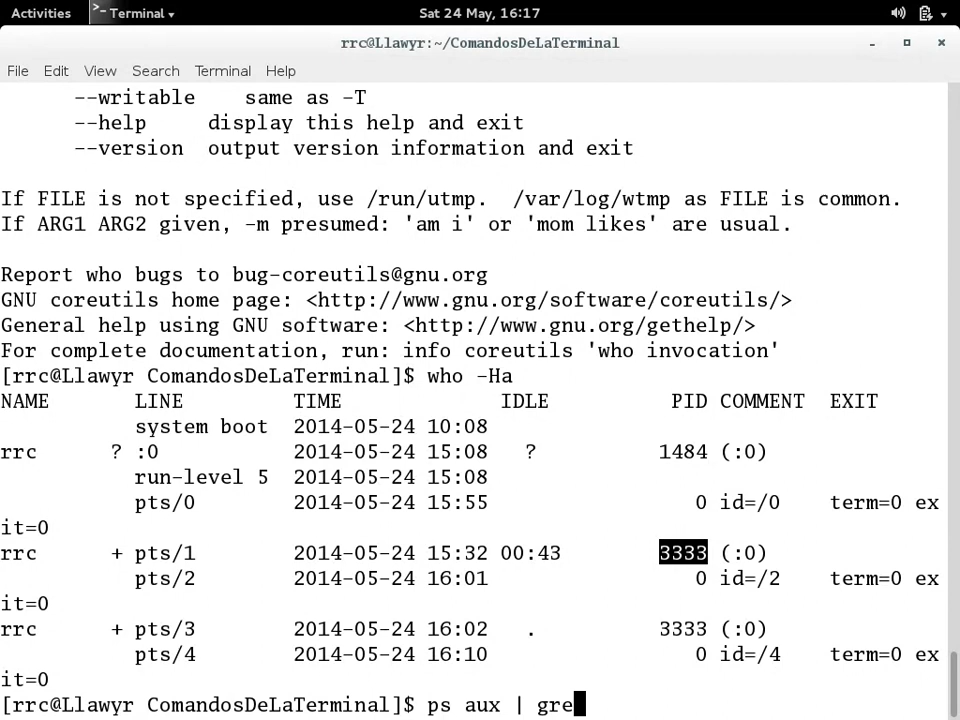 Activities Terminal Sat 24 May, 16:17
rrc@Llawyr:~/ComandosDeLaTerminal
File Edit View Search Terminal Help
--writable same as -T
--help display this help and exit
--version output version information and exit
If FILE is not specified, use /run/utmp. /var/log/wtmp as FILE is common.
If ARG1 ARG2 given, -m presumed: 'am i' or 'mom likes' are usual.
Report who bugs to bug-coreutils@gnu.org
GNU coreutils home page: <http://www.gnu.org/software/coreutils/>
General help using GNU software: <http://www.gnu.org/gethelp/>
For complete documentation, run: info coreutils 'who invocation'
[rrc@Llawyr ComandosDeLaTerminal]$ who -Ha
NAME LINE TIME IDLE PID COMMENT EXIT
system boot 2014-05-24 10:08
rrc ? :0 2014-05-24 15:08 ? 1484 (:0)
run-level 5 2014-05-24 15:08
pts/0 2014-05-24 15:55 0 id=/0 term=0 ex
it=0
rrc + pts/1 2014-05-24 15:32 00:43 3333 (:0)
pts/2 2014-05-24 16:01 0 id=/2 term=0 ex
it=0
rrc + pts/3 2014-05-24 16:02 . 3333 (:0)
pts/4 2014-05-24 16:10 0 id=/4 term=0 ex
it=0
[rrc@Llawyr ComandosDeLaTerminal]$ ps aux | gre